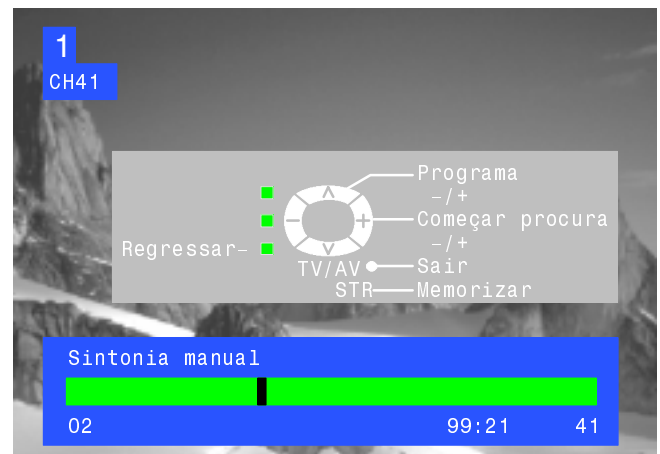 1
CH41
Programa
–/+
Começar procura
–/+
Regressar–
TV/AV Sair
STR Memorizar
Sintonia manual
02 99:21 41